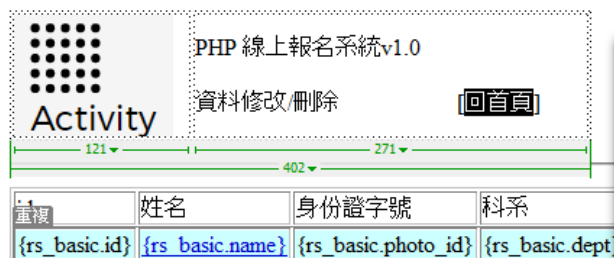 PHP 線上報名系統v1.0
Activity
資料修改/刪除 [回首頁]
121 271
402
重複 姓名 身份證字號 科系
{rs_basic.id} {rs_basic.name} {rs_basic.photo_id} {rs_basic.dept}